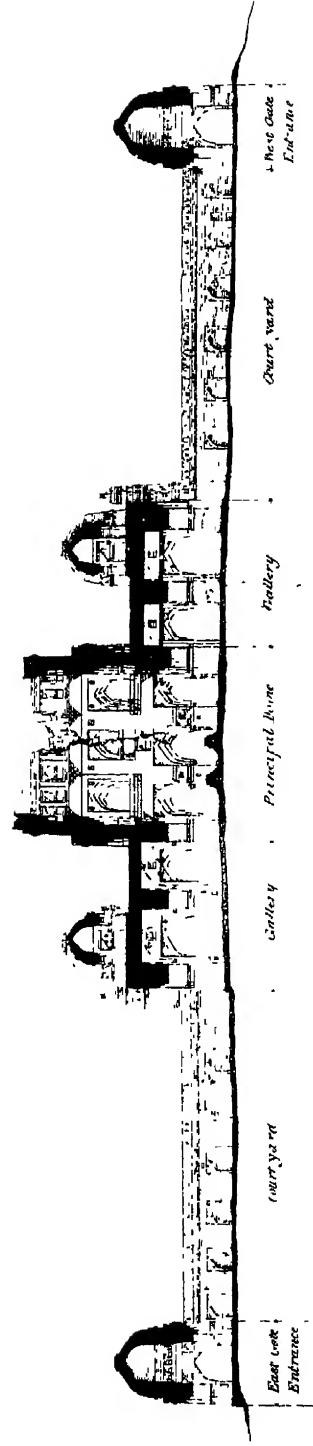 East Gate
Entrance
Court yard
Gallery
Principal Dome
Gallery
Court yard
West Gate
Entrance